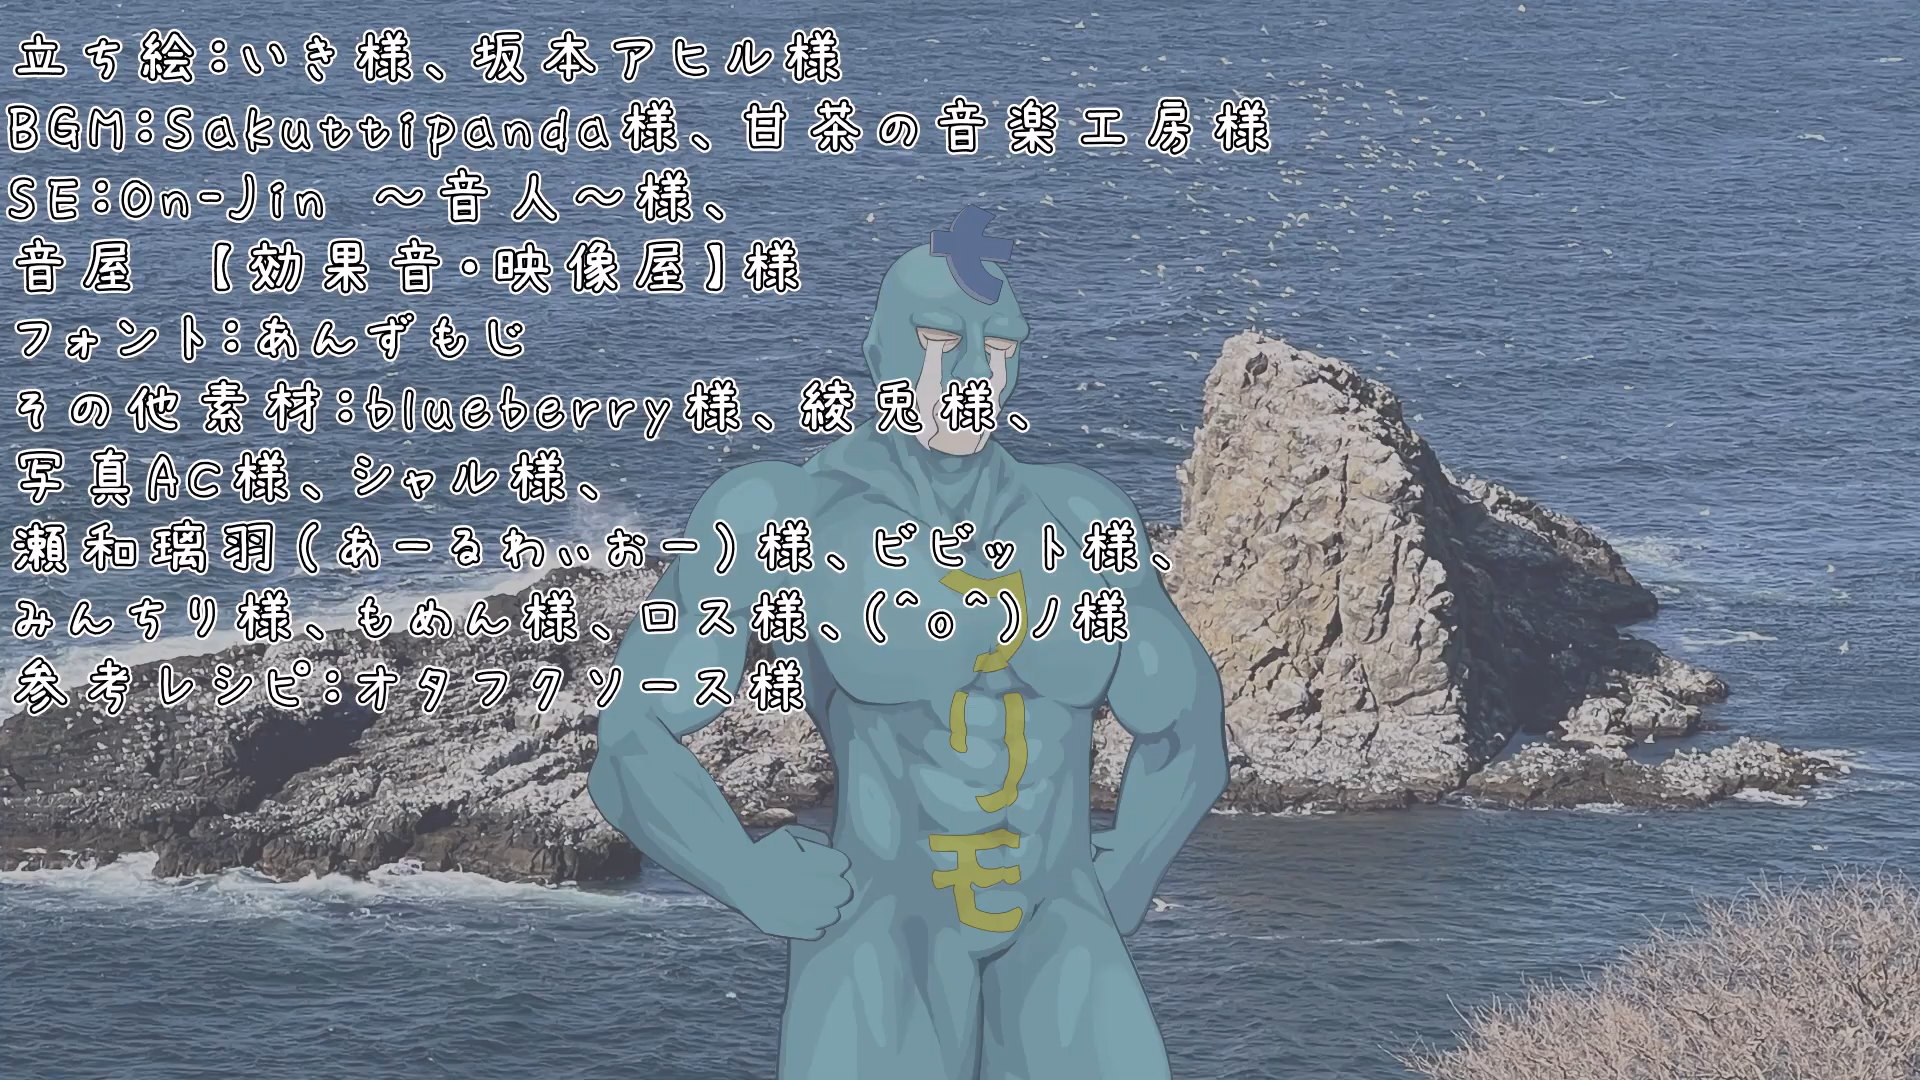 立ち絵:いき様、坂本アヒル様
BGM:Sakuttipanda様、甘茶の音楽工房様
SE:On-Jin ～音人～様、
音屋 【効果音・映像屋】様
フォント:あんずもじ
その他素材:blueberry様、綾兎様、
写真AC様、シャル様、
瀬和璃羽(あーるわぃおー)様、ビビット様、
みんちり様、もめん様、ロス様、(^o^)ノ様
参考レシピ:オタフクソース様
セ
フリモ